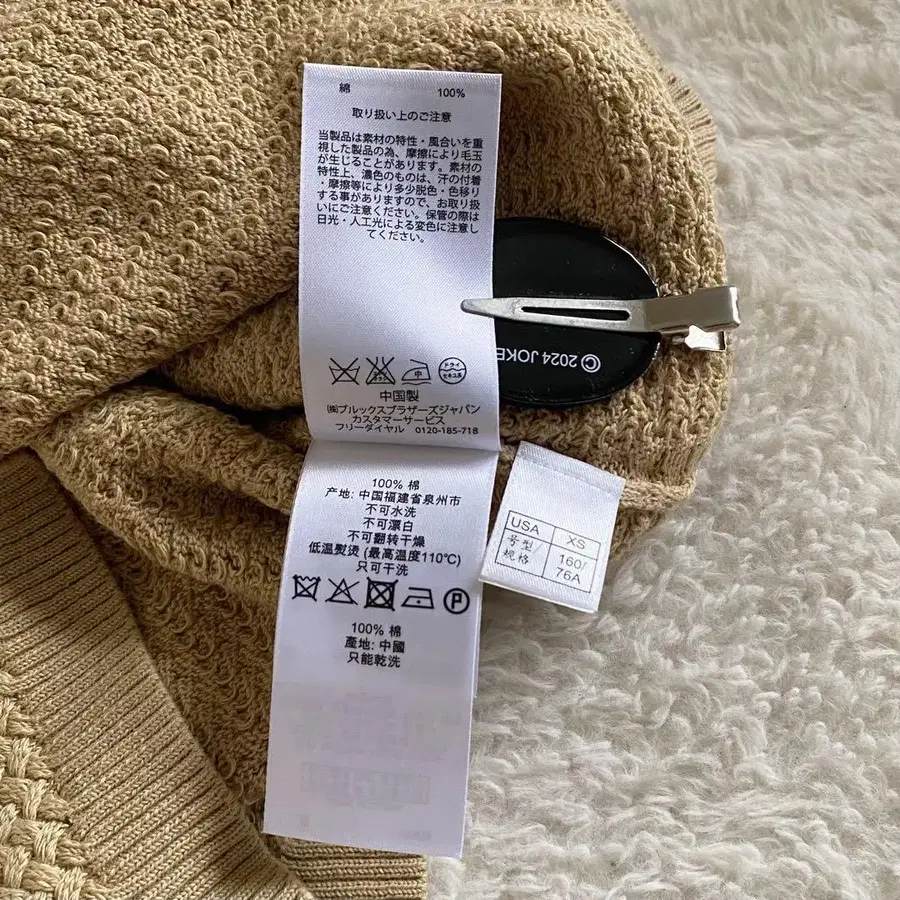 綿 100%
取り扱い上のご注意
当製品は素材の特性・風合いを重
視した製品の為、摩擦により毛玉
が生じることがあります。素材の
特性上、濃色のものは、汗の付着
・摩擦等により多少脱色・色移り
する事がありますので、お取り扱
いにご注意ください。保管の際は
日光・人工光による変色に注意し
てください。
中
ドライ
セキユ系
中国製
㈱ブルックスブラザーズジャパン
カスタマーサービス
フリーダイヤル 0120-185-718
100% 棉
产地: 中国福建省泉州市
不可水洗
不可漂白
不可翻转干燥
低温熨烫 (最高温度110℃)
只可干洗
P
100% 棉
產地: 中國
只能乾洗
USA XS
号型/规格 160/76A
© 2024 JOKE